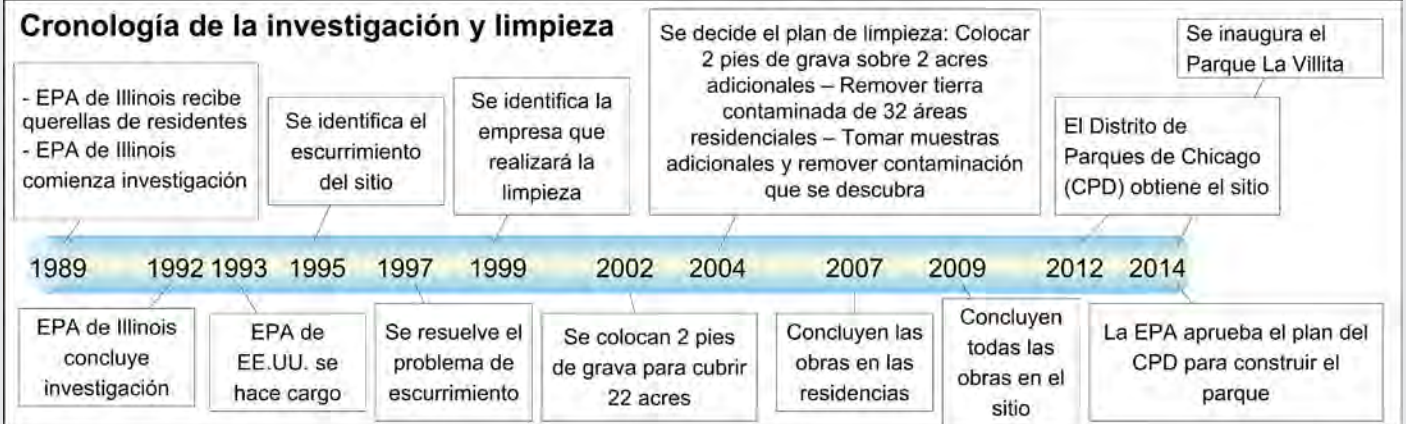 Cronología de la investigación y limpieza
- EPA de Illinois recibe
querellas de residentes
- EPA de Illinois
comienza investigación
Se identifica el
escurrimiento
del sitio
Se identifica la
empresa que
realizará la
limpieza
Se decide el plan de limpieza: Colocar
2 pies de grava sobre 2 acres
adicionales – Remover tierra
contaminada de 32 áreas
residenciales – Tomar muestras
adicionales y remover contaminación
que se descubra
El Distrito de
Parques de Chicago
(CPD) obtiene el sitio
Se inaugura el
Parque La Villita
1989 1992 1993 1995 1997 1999 2002 2004 2007 2009 2012 2014
EPA de Illinois
concluye
investigación
EPA de
EE.UU. se
hace cargo
Se resuelve el
problema de
escurrimiento
Se colocan 2 pies
de grava para cubrir
22 acres
Concluyen las
obras en las
residencias
Concluyen
todas las
obras en el
sitio
La EPA aprueba el plan del
CPD para construir el
parque